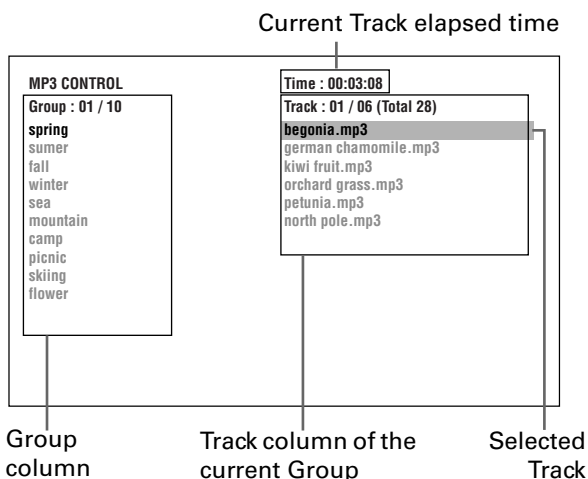 Current Track elapsed time
MP3 CONTROL
Time : 00:03:08
Group : 01 / 10
Track : 01 / 06 (Total 28)
spring
sumer
fall
winter
sea
mountain
camp
picnic
skiing
flower
begonia.mp3
german chamomile.mp3
kiwi fruit.mp3
orchard grass.mp3
petunia.mp3
north pole.mp3
Group
column
Track column of the
current Group
Selected
Track